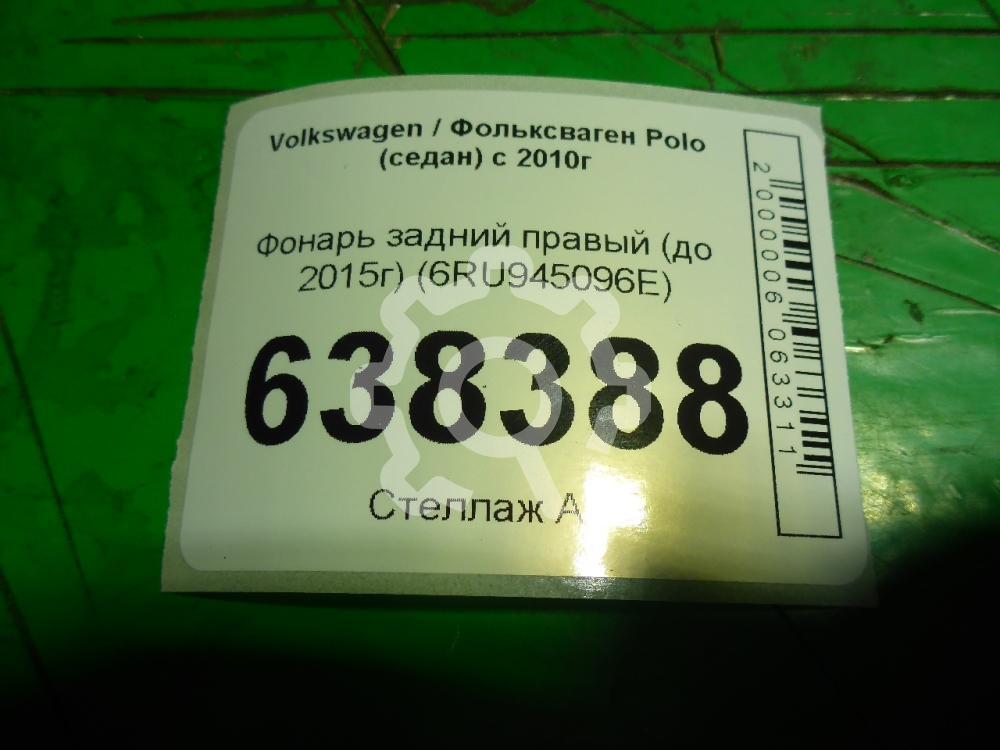 Volkswagen / Фольксваген Polo
(седан) с 2010г
Фонарь задний правый (до
2015г) (6RU945096E)
638388
Стеллаж А
2000006063311